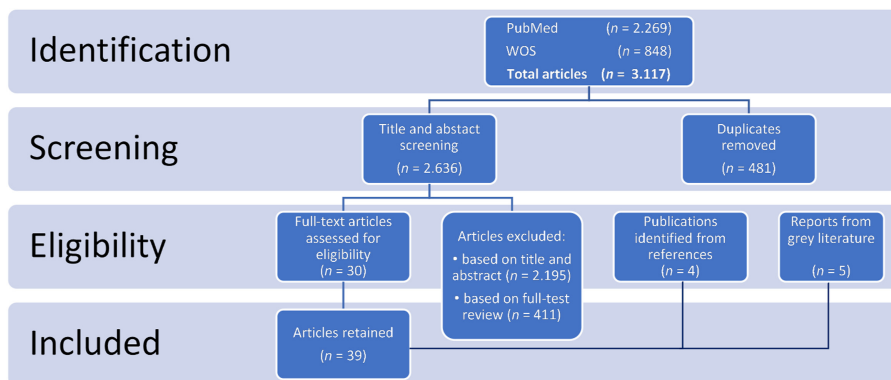 Identification
PubMed (n = 2.269)
WOS (n = 848)
Total articles (n = 3.117)
Screening
Title and abstact
screening
(n = 2.636)
Duplicates
removed
(n = 481)
Eligibility
Full-text articles
assessed for
eligibility
(n = 30)
Articles excluded:
• based on title and
abstract (n = 2.195)
• based on full-test
review (n = 411)
Publications
identified from
references
(n = 4)
Reports from
grey literature
(n = 5)
Included
Articles retained
(n = 39)